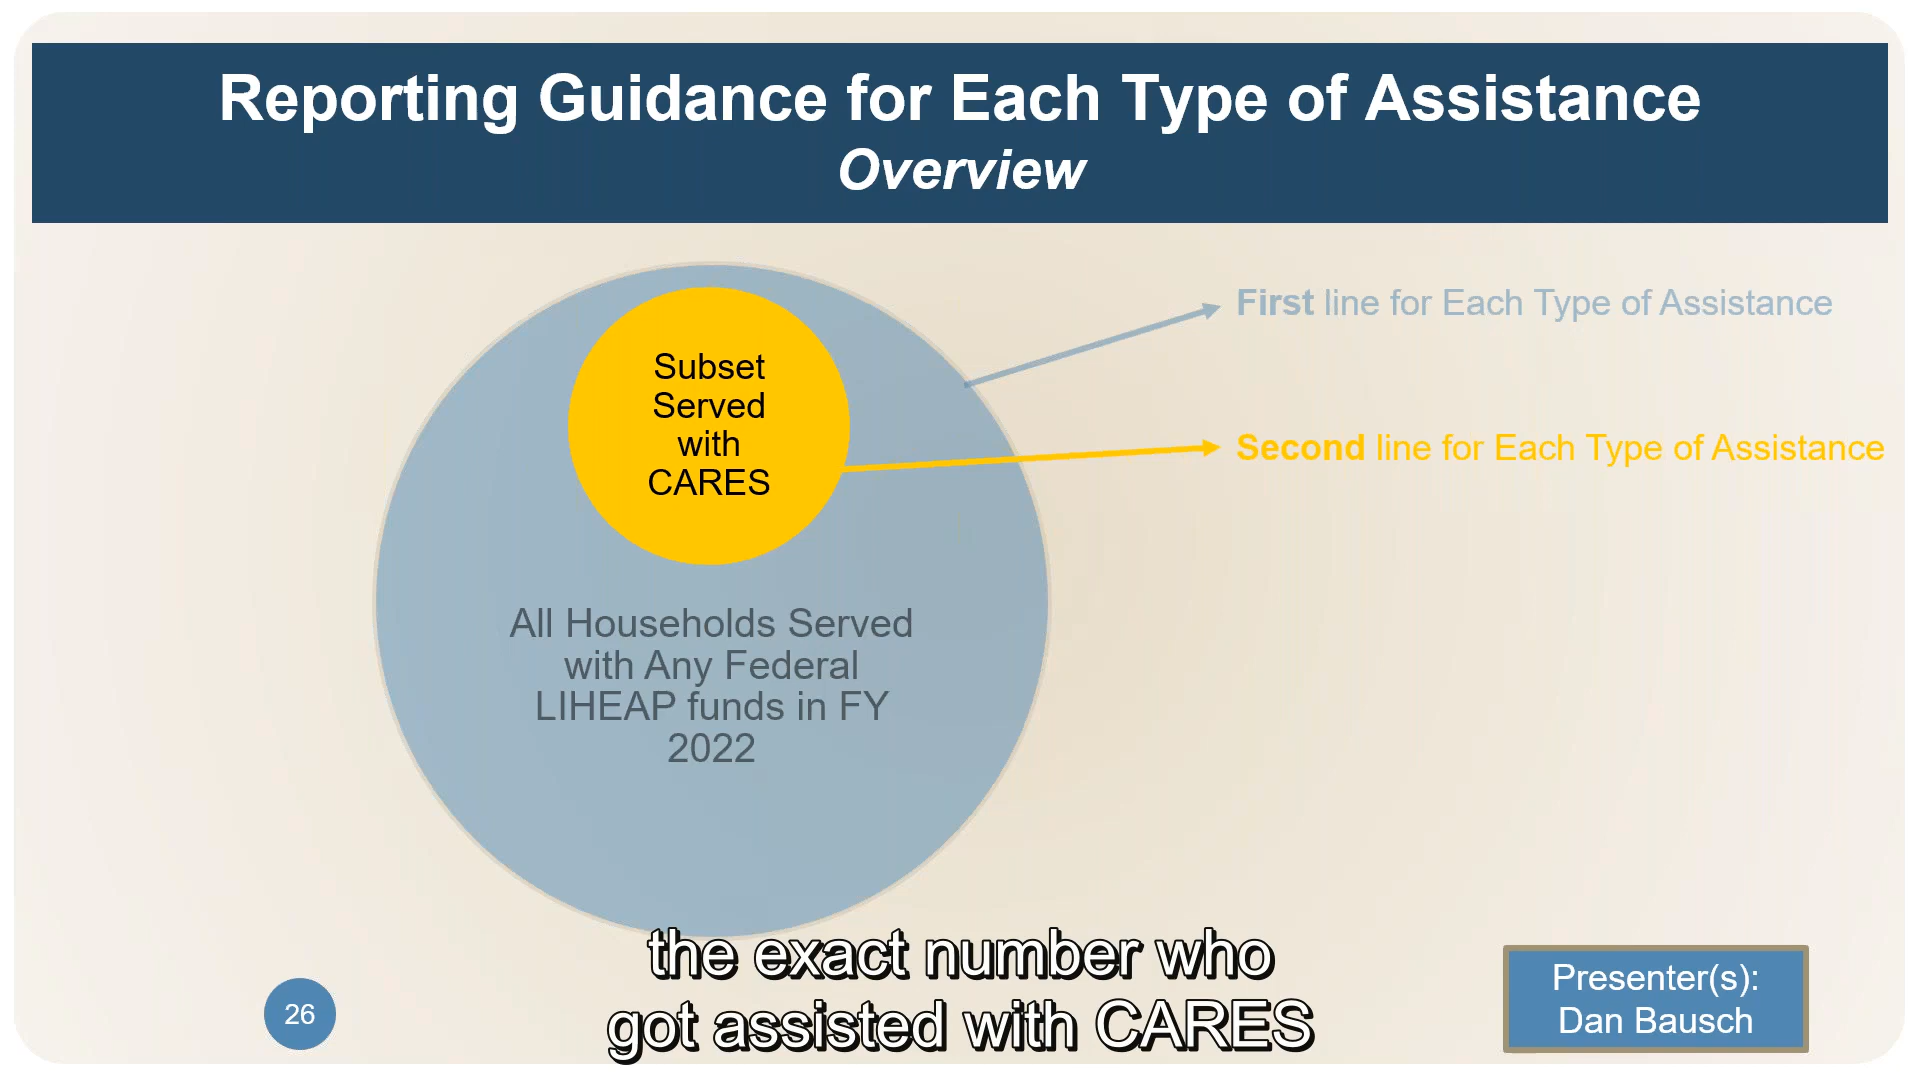 Reporting Guidance for Each Type of Assistance
Overview
First line for Each Type of Assistance
Second line for Each Type of Assistance
Subset
Served
with
CARES
All Households Served
with Any Federal
LIHEAP funds in FY
2022
the exact number who
got assisted with CARES
26
Presenter(s):
Dan Bausch